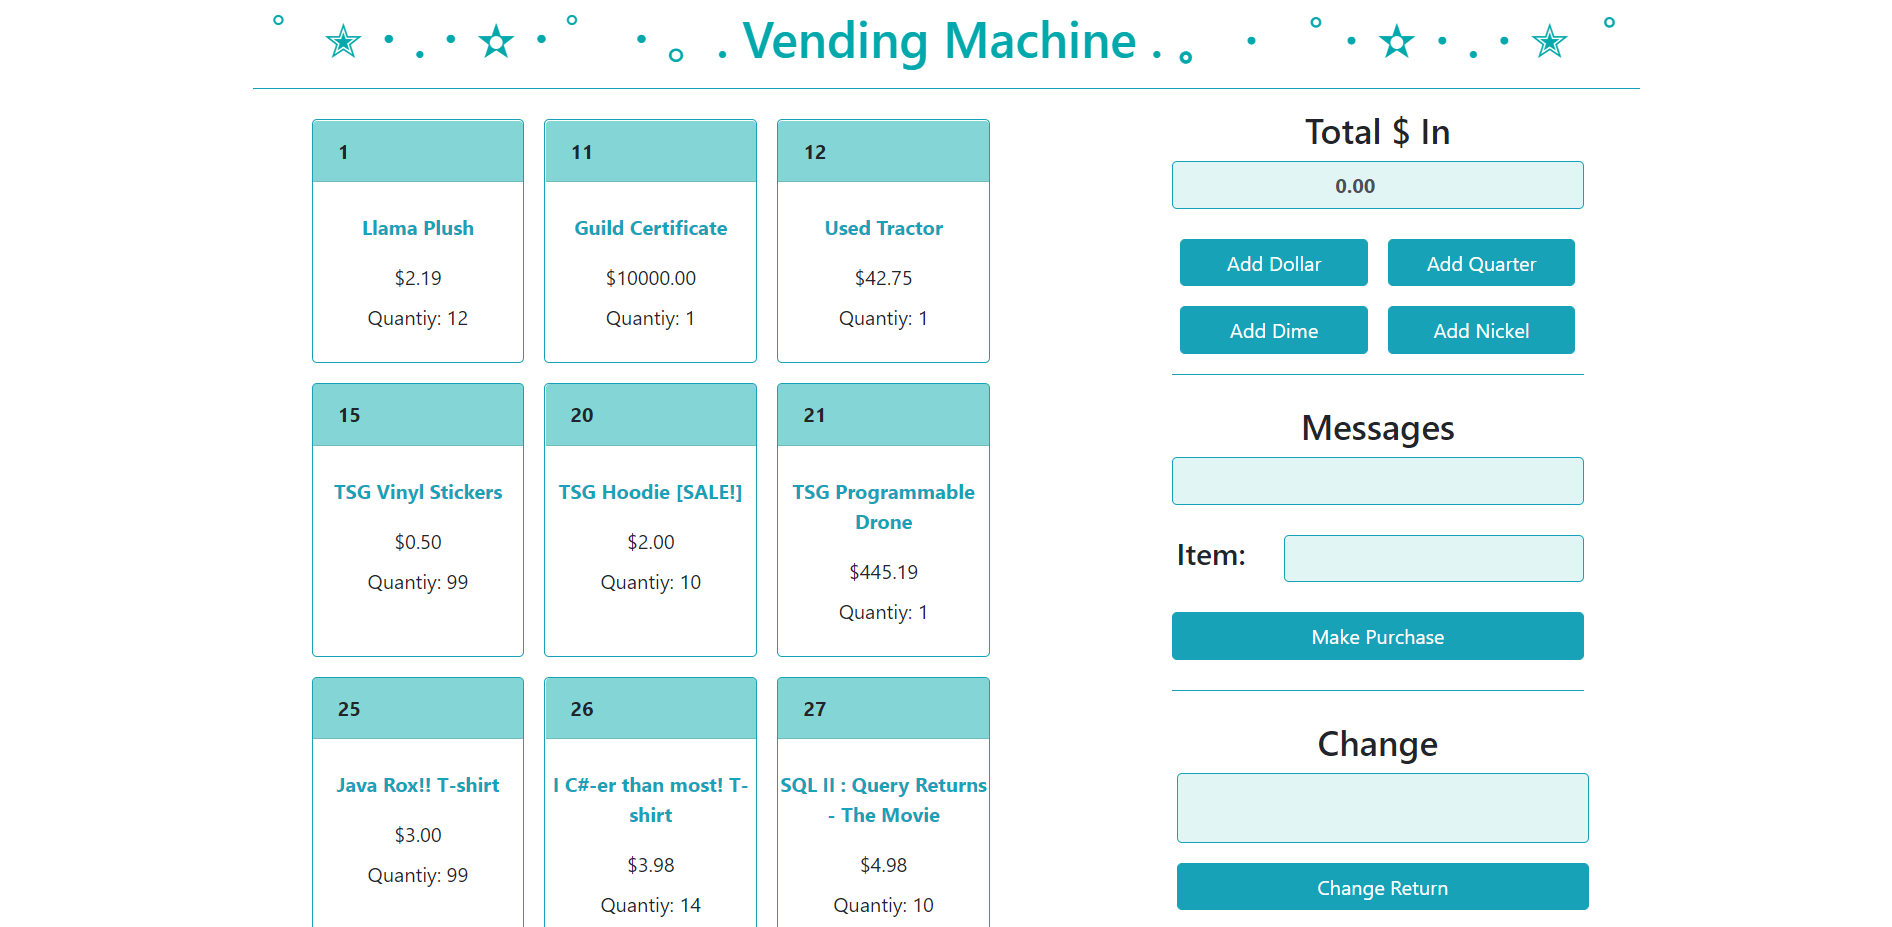 Vending Machine
1
Llama Plush
$2.19
Quantiy: 12
11
Guild Certificate
$10000.00
Quantiy: 1
12
Used Tractor
$42.75
Quantiy: 1
15
TSG Vinyl Stickers
$0.50
Quantiy: 99
20
TSG Hoodie [SALE!]
$2.00
Quantiy: 10
21
TSG Programmable
Drone
$445.19
Quantiy: 1
25
Java Rox!! T-shirt
$3.00
Quantiy: 99
26
I C#-er than most! T-
shirt
$3.98
Quantiy: 14
27
SQL II : Query Returns
- The Movie
$4.98
Quantiy: 10
Total $ In
0.00
Add Dollar
Add Quarter
Add Dime
Add Nickel
Messages
Item:
Make Purchase
Change
Change Return